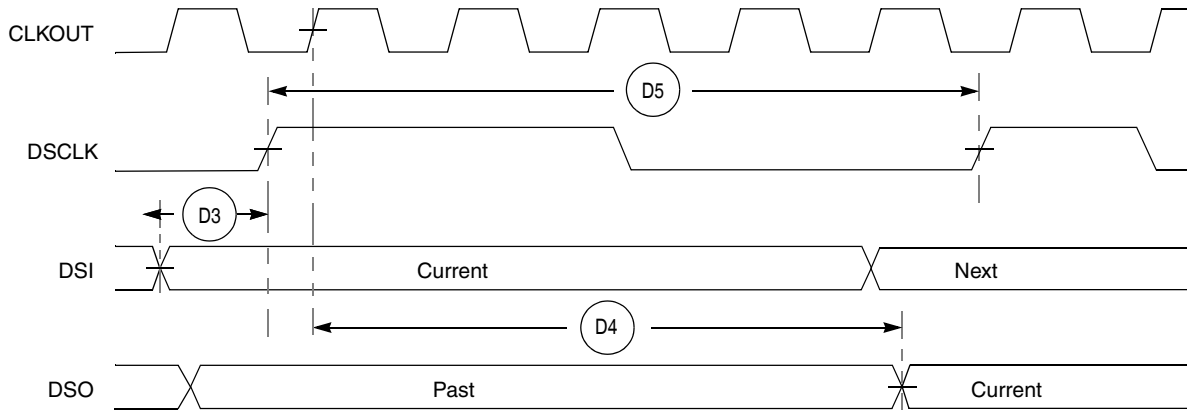 CLKOUT
D5
DSCLK
D3
DSI
Current
Next
D4
DSO
Past
Current